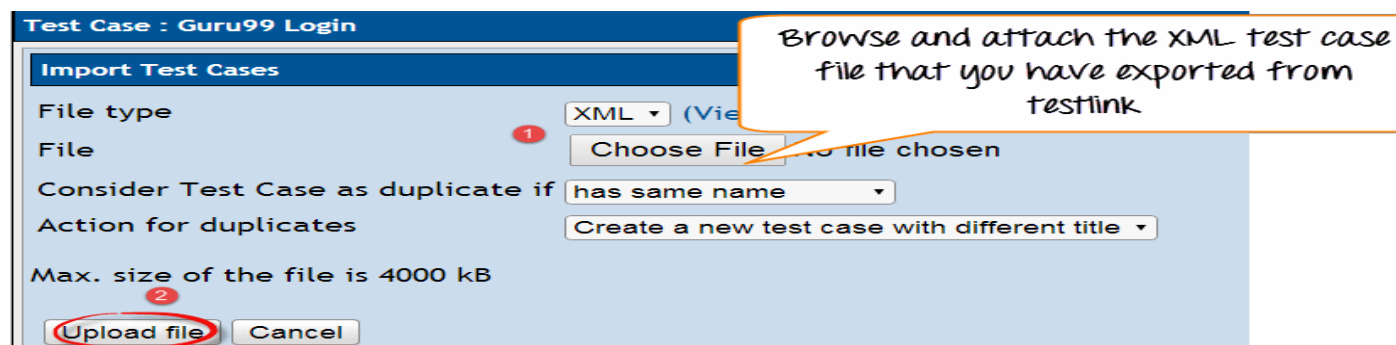 Test Case : Guru99 Login
Browse and attach the XML test case
file that you have exported from
testlink
Import Test Cases
File type XML (Vie
1
File Choose File No file chosen
Consider Test Case as duplicate if has same name
Action for duplicates Create a new test case with different title
Max. size of the file is 4000 kB
2
Upload file Cancel